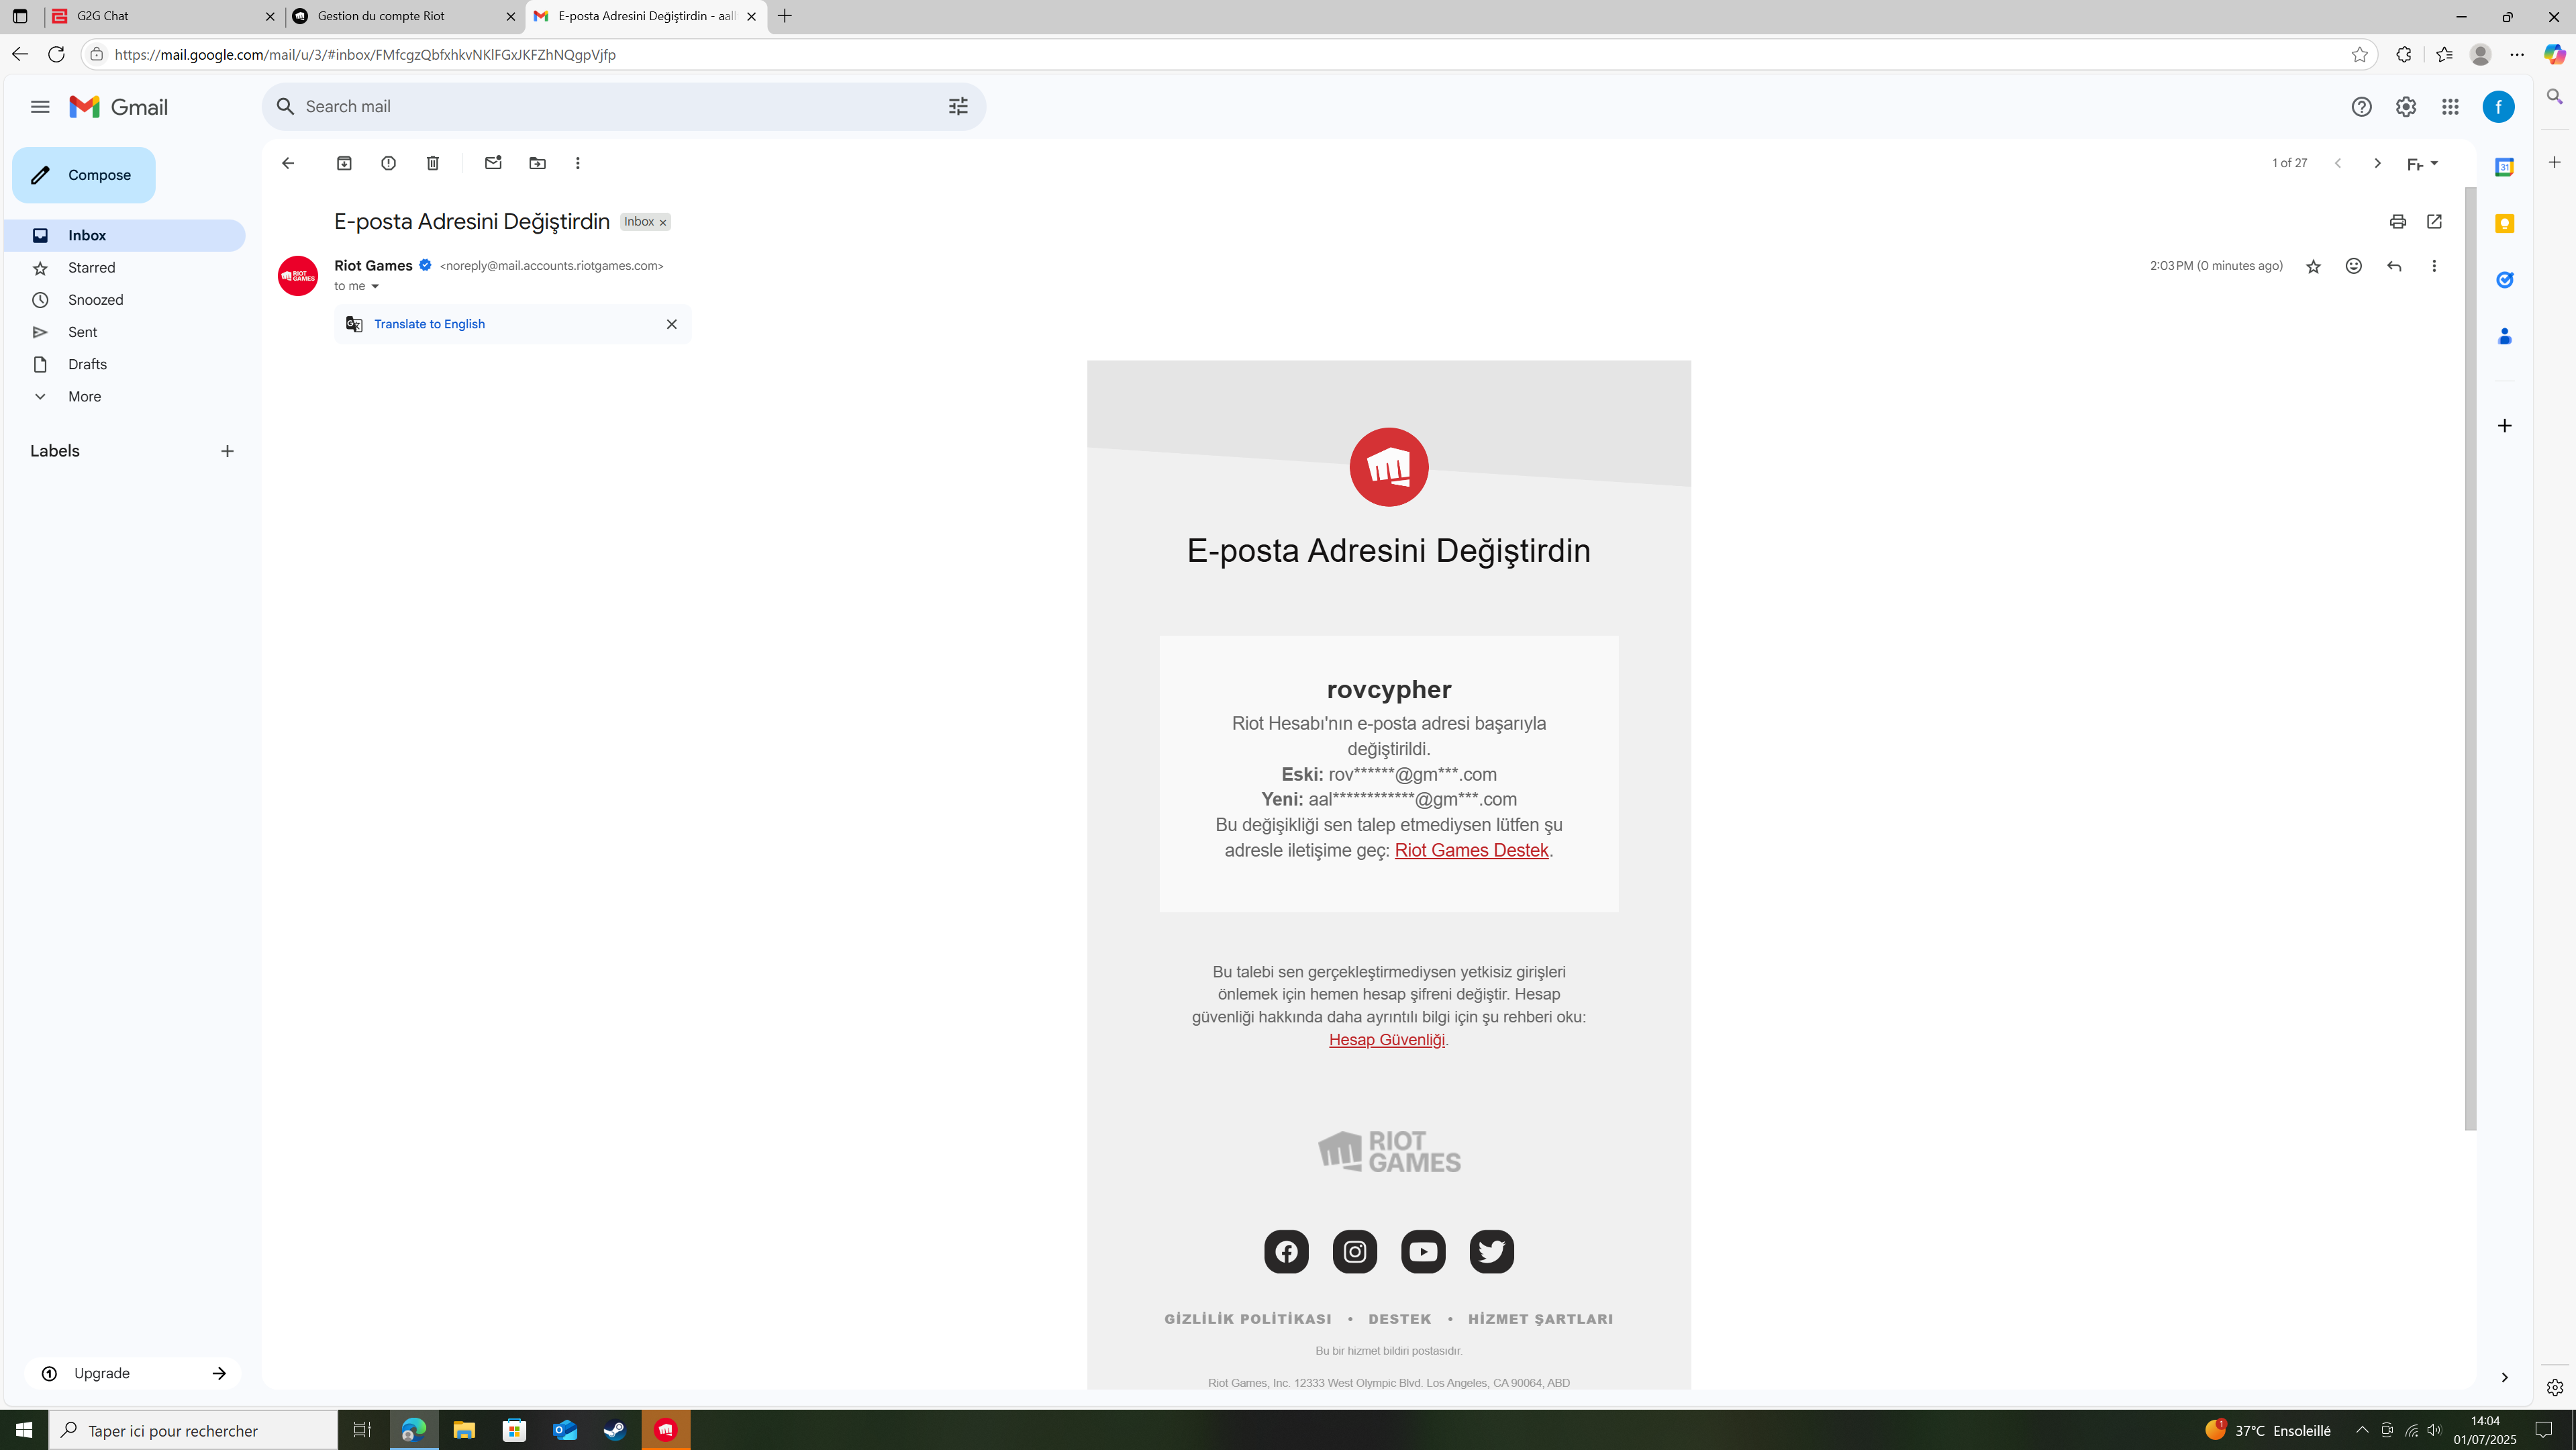 G2G Chat
Gestion du compte Riot
E-posta Adresini Değiştirdin - aall
https://mail.google.com/mail/u/3/#inbox/FMfcgzQbfxhkvNKlFGxJKFZhNQgpVjfp
Gmail
Search mail
f
Compose
1 of 27
Inbox
Starred
Snoozed
Sent
Drafts
More
Labels
E-posta Adresini Değiştirdin
Inbox x
Riot Games <noreply@mail.accounts.riotgames.com>
2:03 PM (0 minutes ago)
to me
Translate to English
E-posta Adresini Değiştirdin
rovcypher
Riot Hesabı'nın e-posta adresi başarıyla
değiştirildi.
Eski: rov******@gm***.com
Yeni: aal************@gm***.com
Bu değişikliği sen talep etmediysen lütfen şu
adresle iletişime geç: Riot Games Destek.
Bu talebi sen gerçekleştirmediysen yetkisiz girişleri
önlemek için hemen hesap şifreni değiştir. Hesap
güvenliği hakkında daha ayrıntılı bilgi için şu rehberi oku:
Hesap Güvenliği.
RIOT
GAMES
GİZLİLİK POLİTİKASI • DESTEK • HİZMET ŞARTLARI
Bu bir hizmet bildiri postasıdır.
Riot Games, Inc. 12333 West Olympic Blvd. Los Angeles, CA 90064, ABD
Upgrade
Taper ici pour rechercher
1
37°C Ensoleillé
14:04
01/07/2025